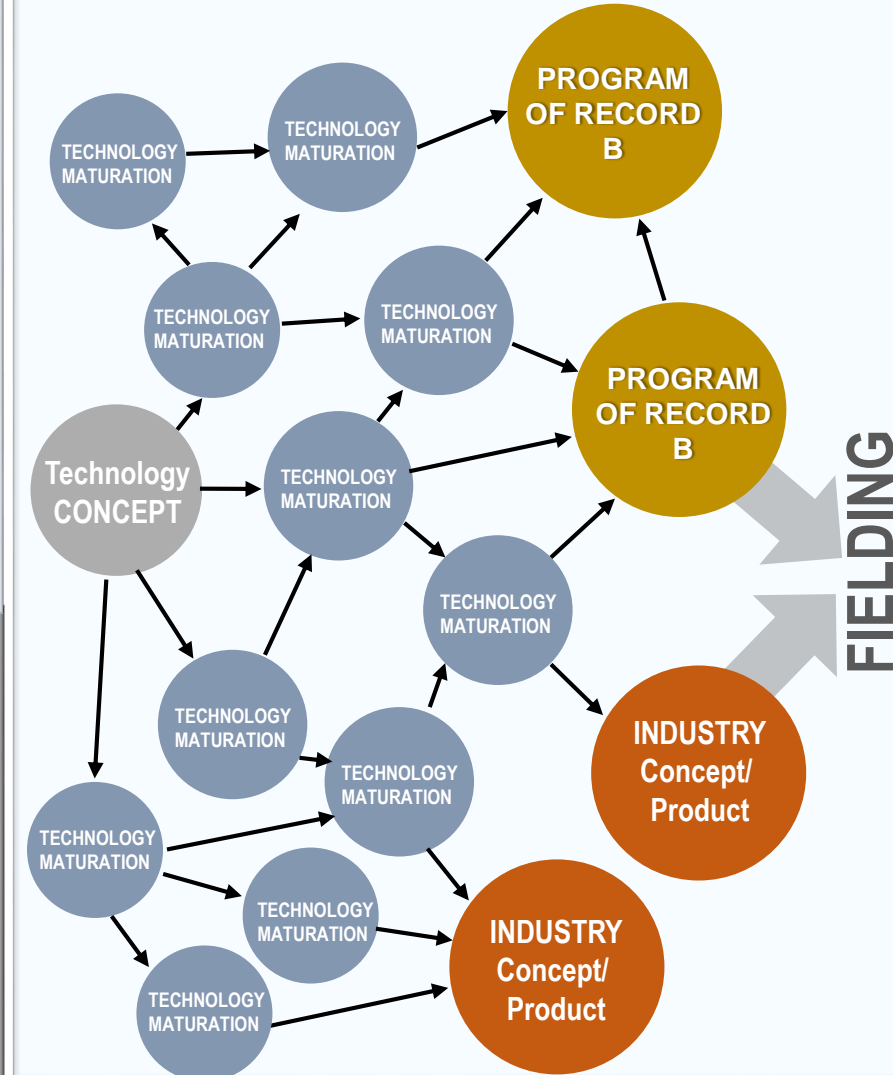 PROGRAM
OF RECORD
B
TECHNOLOGY
MATURATION
TECHNOLOGY
MATURATION
TECHNOLOGY
MATURATION
TECHNOLOGY
MATURATION
PROGRAM
OF RECORD
B
Technology
CONCEPT
TECHNOLOGY
MATURATION
FIELDING
TECHNOLOGY
MATURATION
TECHNOLOGY
MATURATION
INDUSTRY
Concept/
Product
TECHNOLOGY
MATURATION
TECHNOLOGY
MATURATION
TECHNOLOGY
MATURATION
INDUSTRY
Concept/
Product
TECHNOLOGY
MATURATION